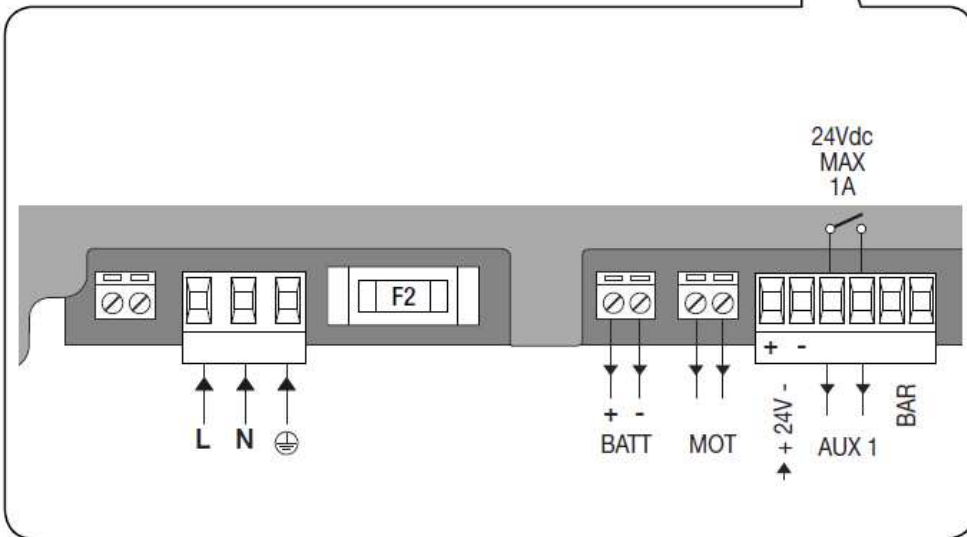 24Vdc
MAX
1A
F2
+ -
L N
+ -
BATT MOT
+ 24V -
AUX 1
BAR